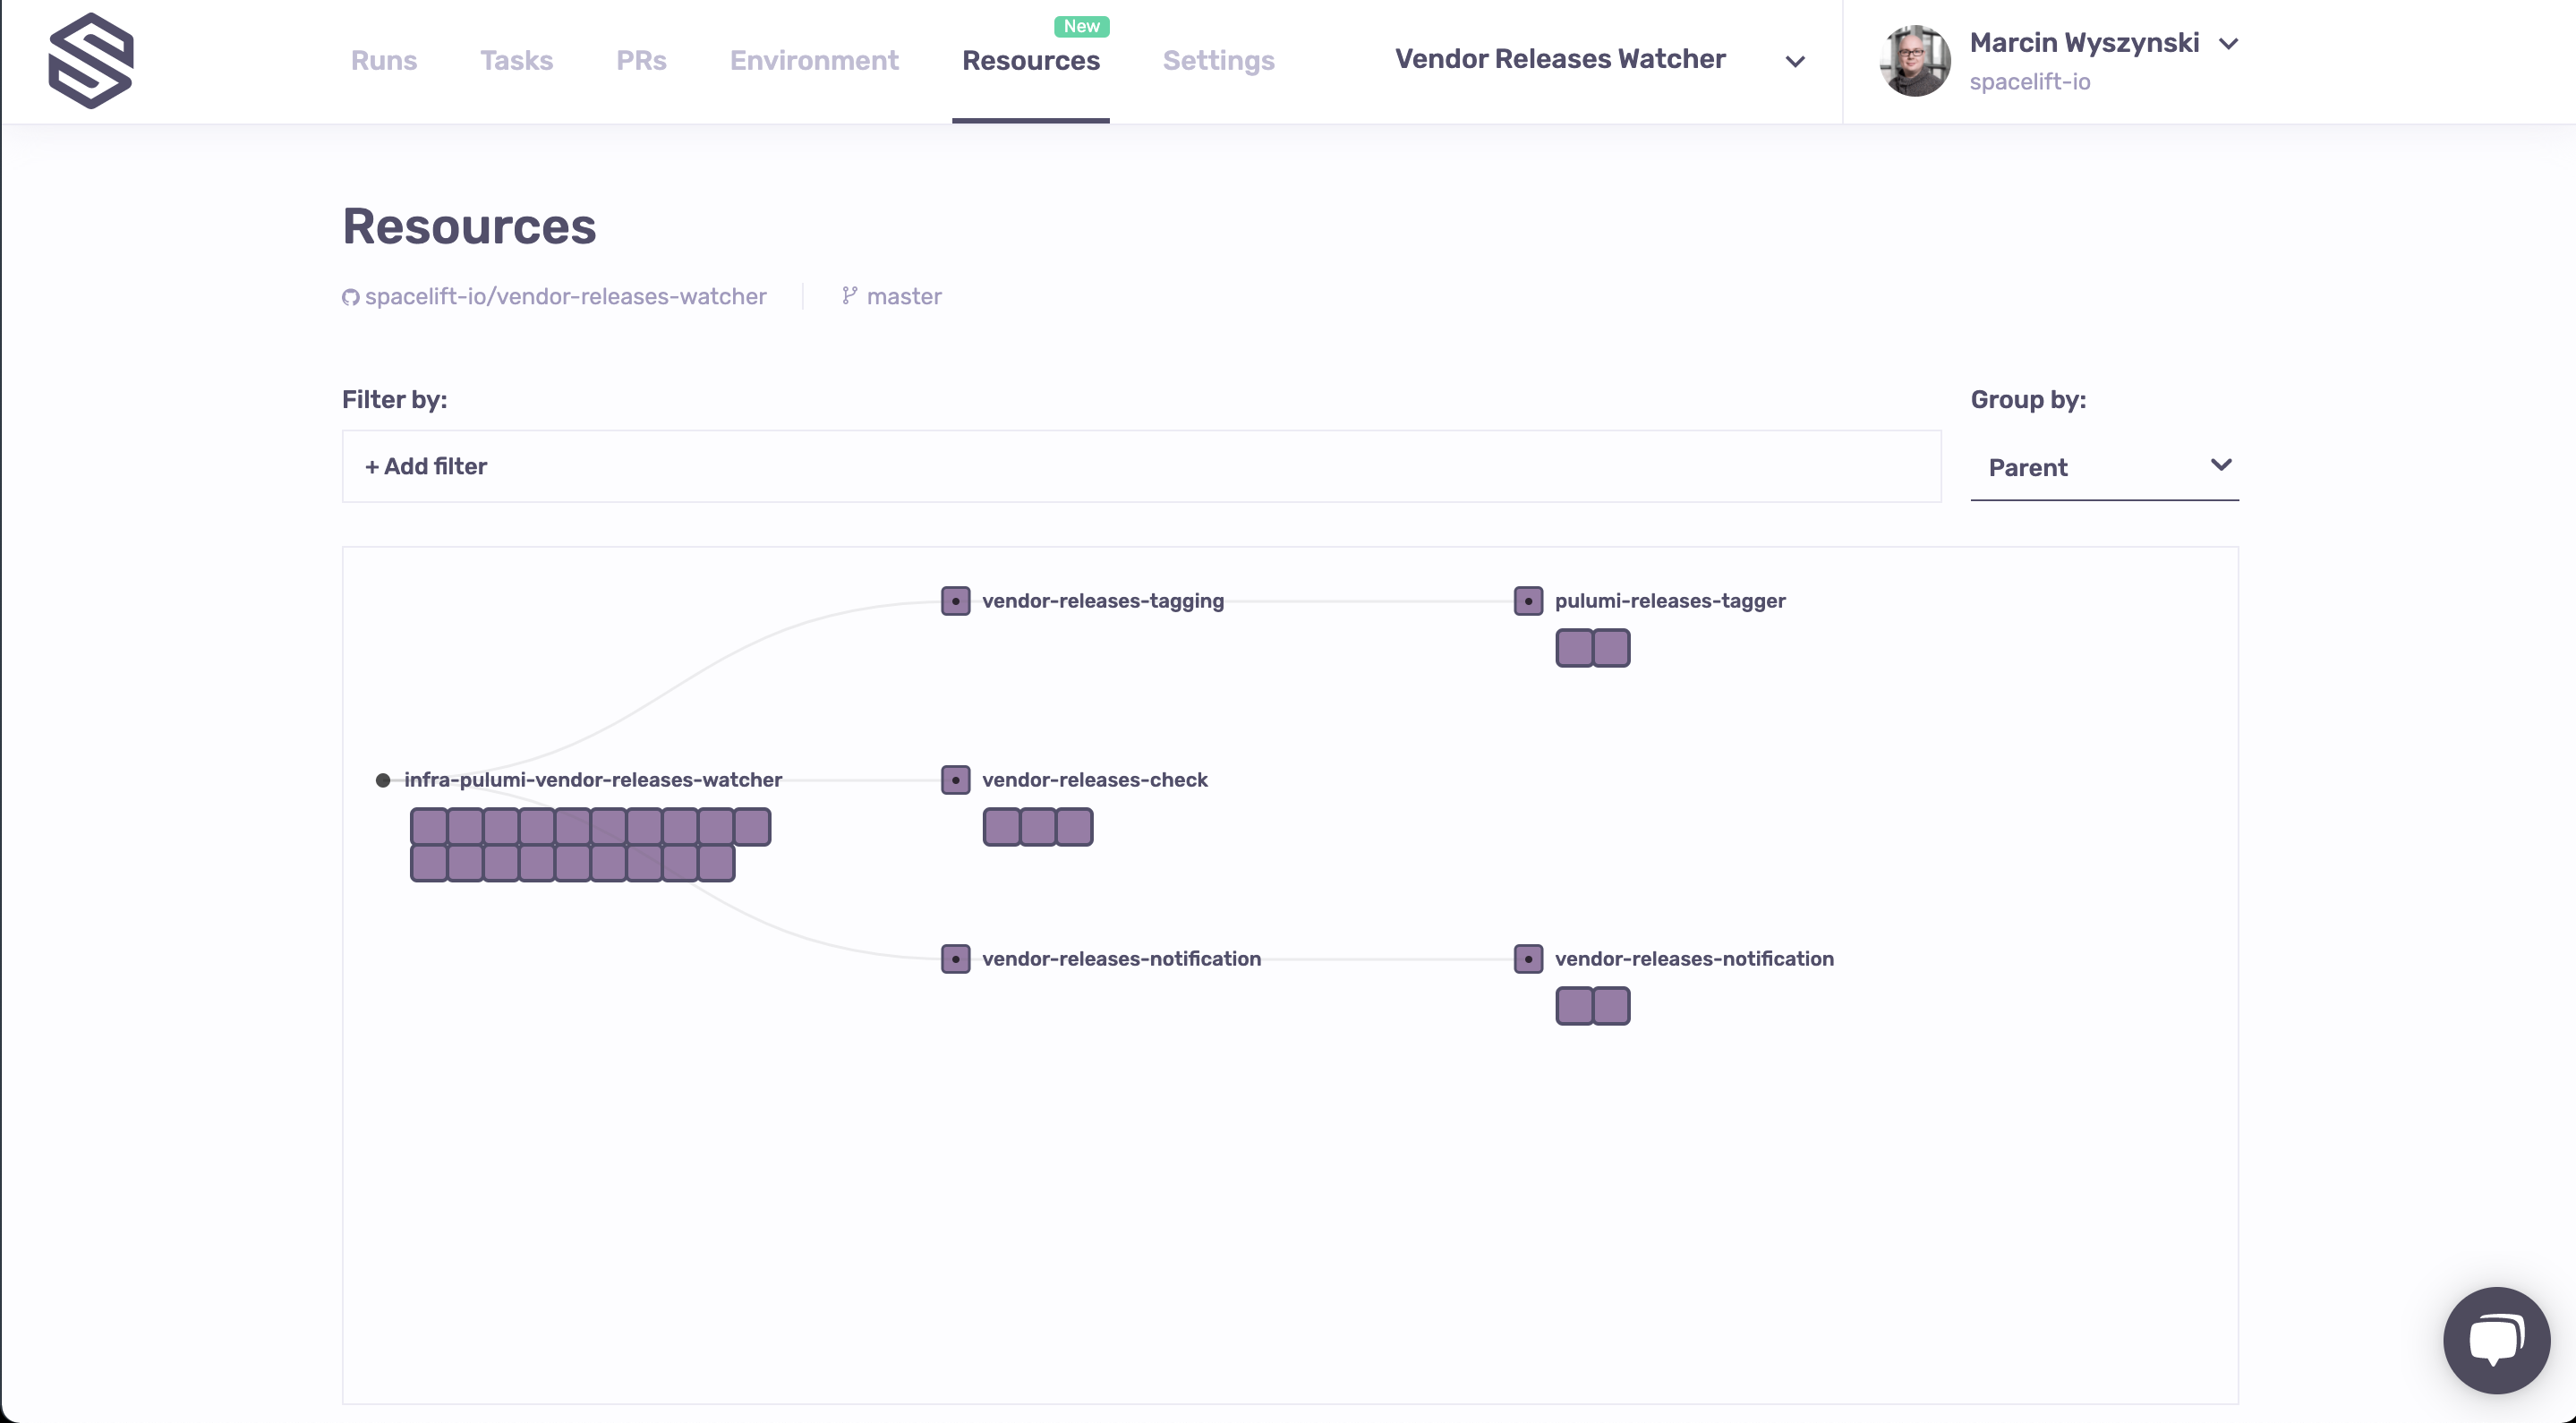 New
Runs Tasks PRs Environment Resources Settings Vendor Releases Watcher Marcin Wyszynski
spacelift-io
Resources
spacelift-io/vendor-releases-watcher master
Filter by: Group by:
+ Add filter Parent
vendor-releases-tagging pulumi-releases-tagger
infra-pulumi-vendor-releases-watcher vendor-releases-check
vendor-releases-notification vendor-releases-notification